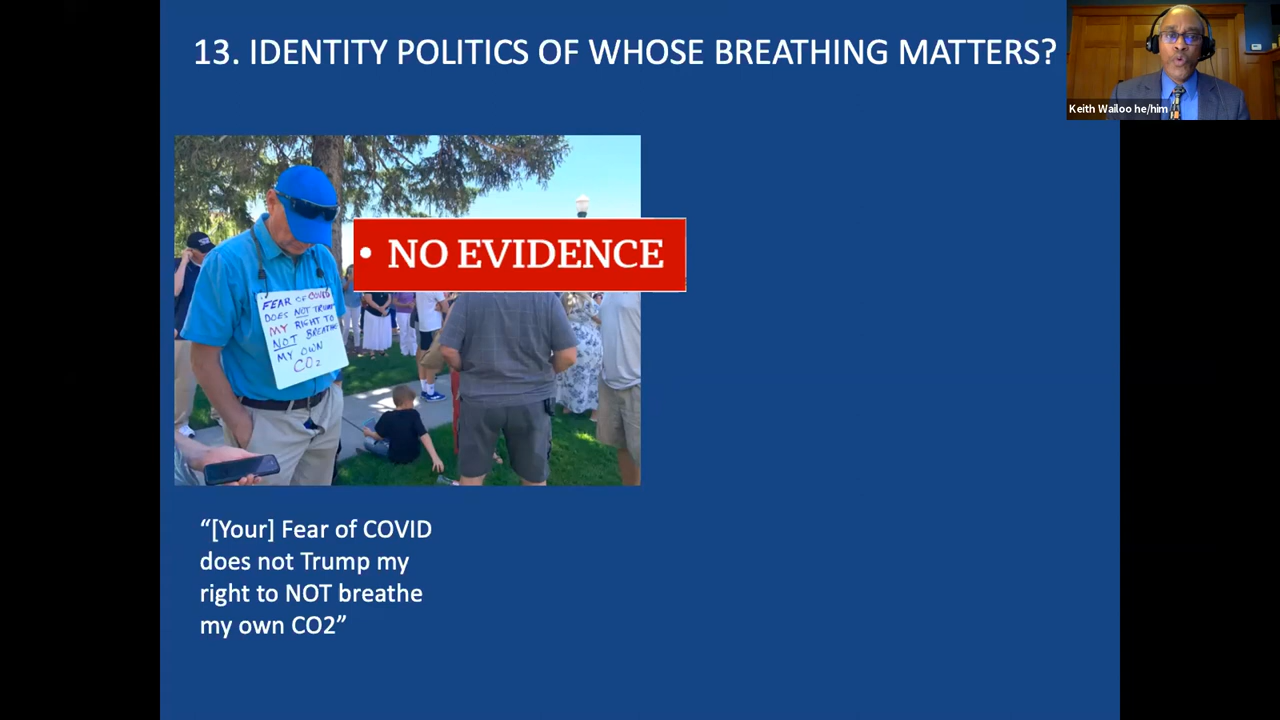 13. IDENTITY POLITICS OF WHOSE BREATHING MATTERS?
Keith Wailoo he/him
• NO EVIDENCE
FEAR OF COVID
DOES NOT TRUMP
MY RIGHT TO
NOT BREATHE
MY OWN
CO2
“[Your] Fear of COVID
does not Trump my
right to NOT breathe
my own CO2”